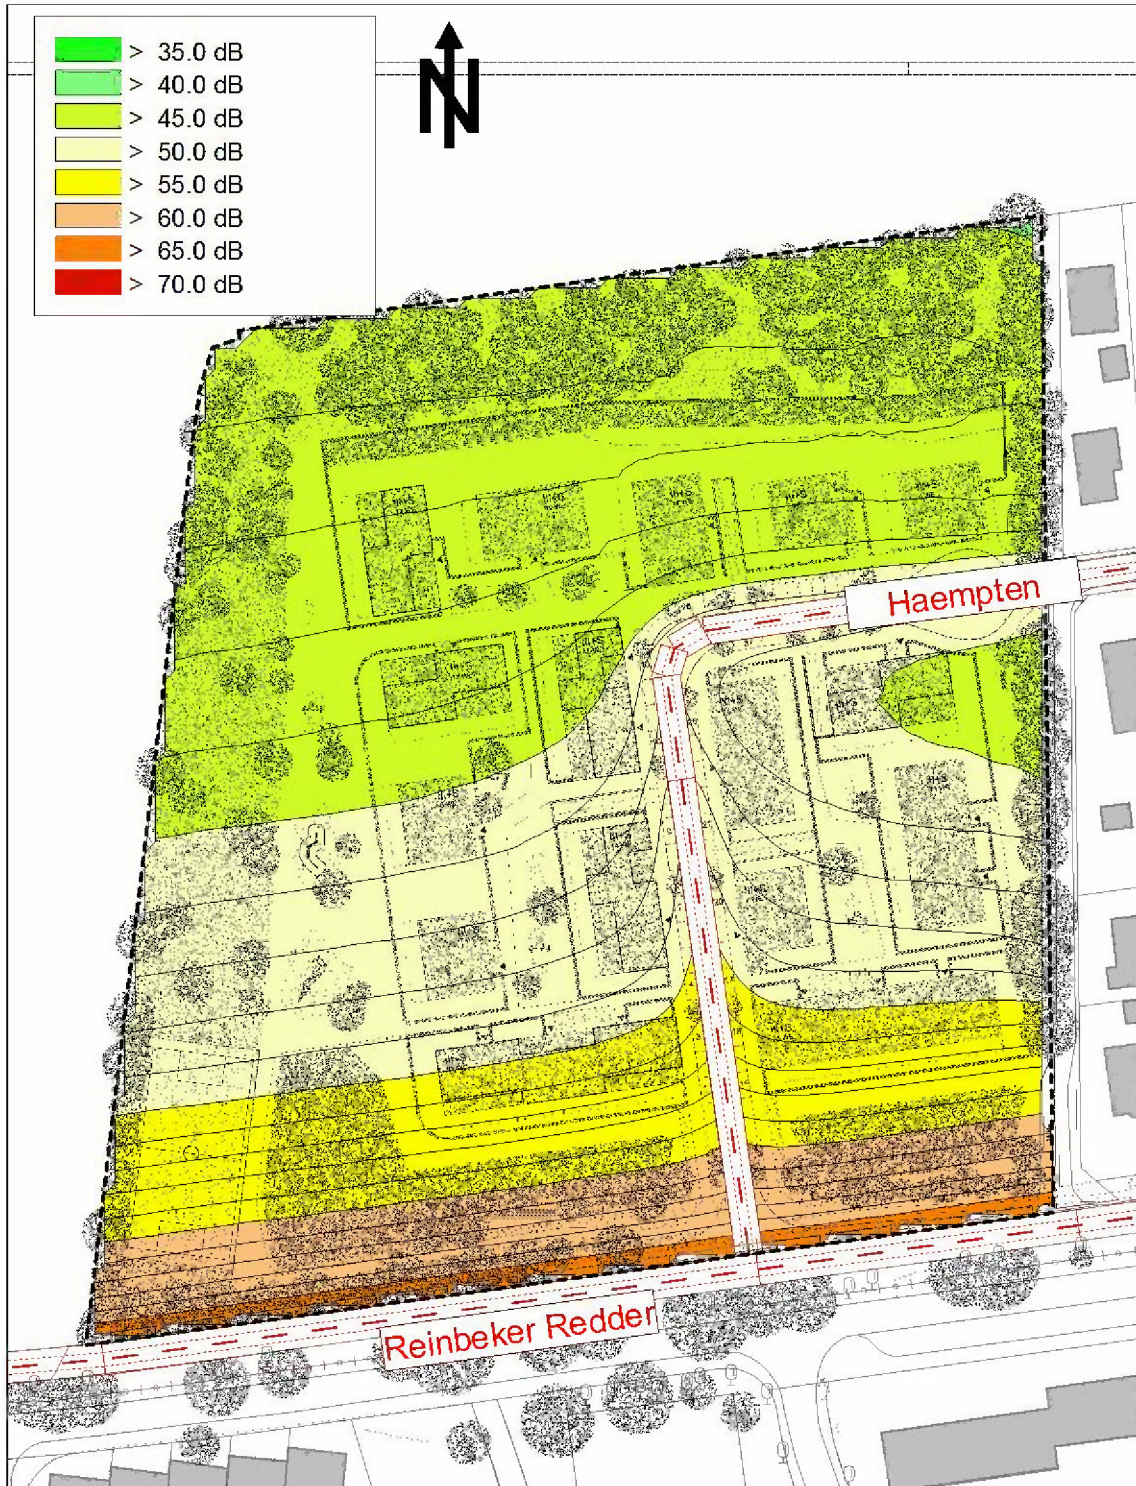 > 35.0 dB
> 40.0 dB
> 45.0 dB
> 50.0 dB
> 55.0 dB
> 60.0 dB
> 65.0 dB
> 70.0 dB
N
Haempten
Reinbeker Redder